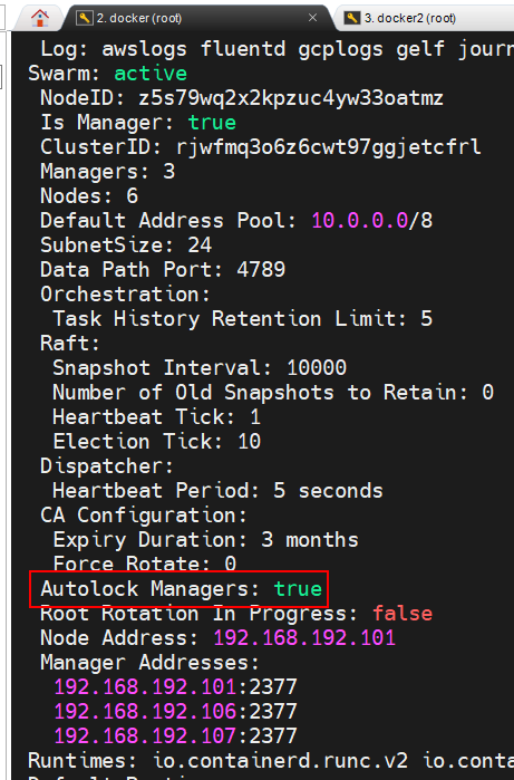 2. docker (root)
3. docker2 (root)
Log: awslogs fluentd gcplogs gelf journ
Swarm: active
NodeID: z5s79wq2x2kpzuc4yw33oatmz
Is Manager: true
ClusterID: rjwfmq3o6z6cwt97ggjetcfrl
Managers: 3
Nodes: 6
Default Address Pool: 10.0.0.0/8
SubnetSize: 24
Data Path Port: 4789
Orchestration:
Task History Retention Limit: 5
Raft:
Snapshot Interval: 10000
Number of Old Snapshots to Retain: 0
Heartbeat Tick: 1
Election Tick: 10
Dispatcher:
Heartbeat Period: 5 seconds
CA Configuration:
Expiry Duration: 3 months
Force Rotate: 0
Autolock Managers: true
Root Rotation In Progress: false
Node Address: 192.168.192.101
Manager Addresses:
192.168.192.101:2377
192.168.192.106:2377
192.168.192.107:2377
Runtimes: io.containerd.runc.v2 io.conta